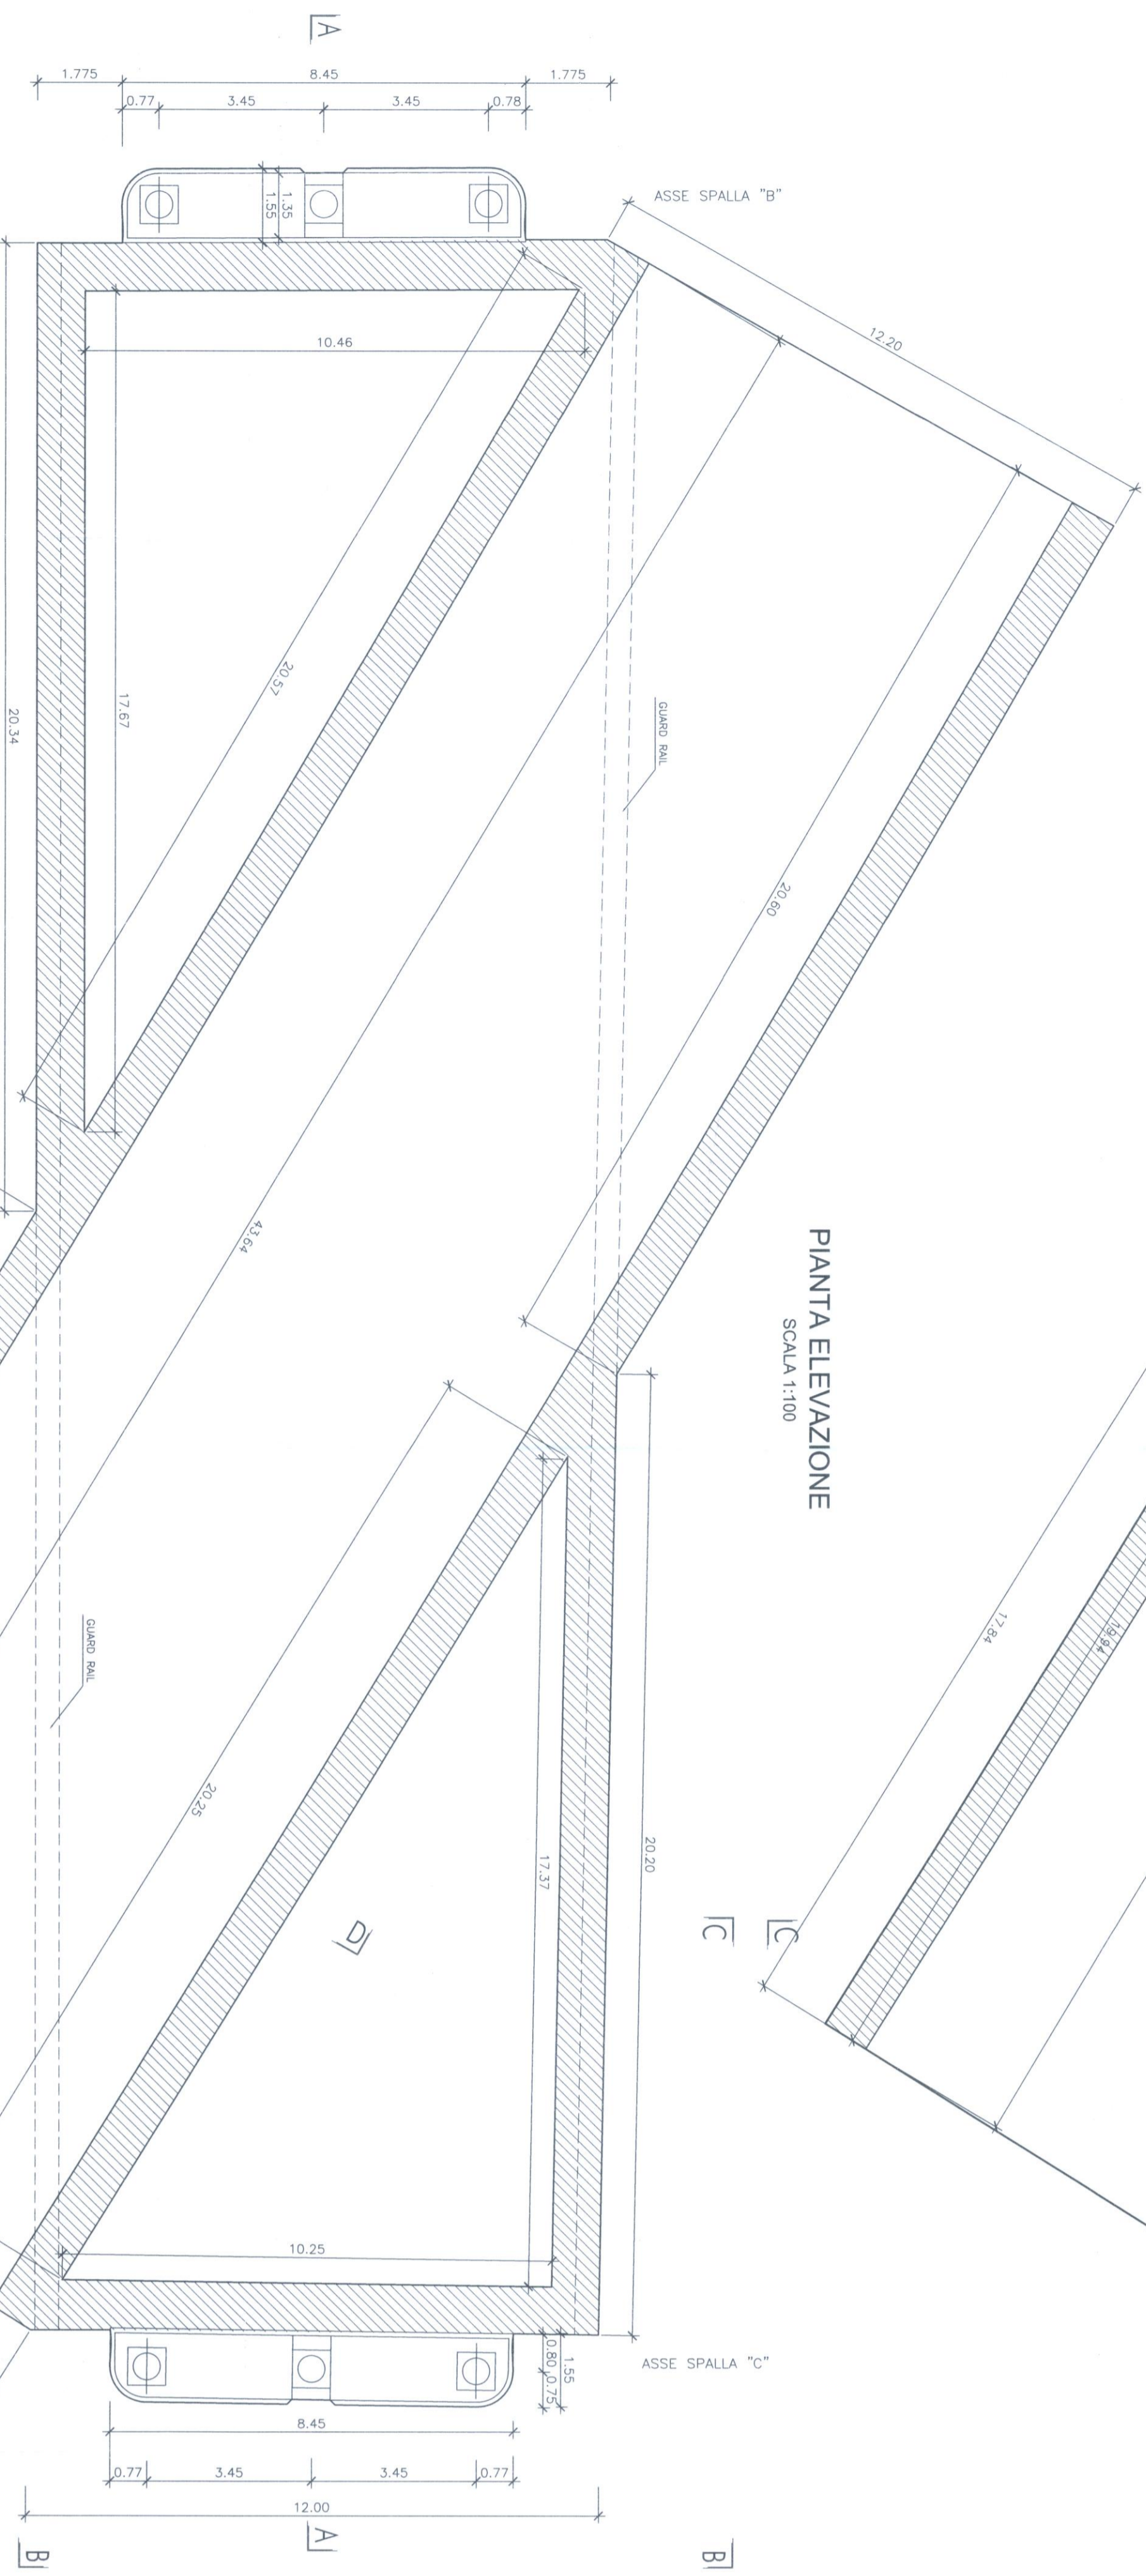 A
1.775
8.45
1.775
0.77
3.45
3.45
0.78
1.35
1.55
ASSE SPALLA "B"
12.20
10.46
20.57
17.67
20.34
GUARD RAIL
20.60
43.64
PIANTA ELEVAZIONE
SCALA 1:100
17.84
19.94
GUARD RAIL
20.25
17.37
20.20
D
C
C
10.25
ASSE SPALLA "C"
1.55
0.80
0.75
8.45
0.77
3.45
3.45
0.77
12.00
A
B
B